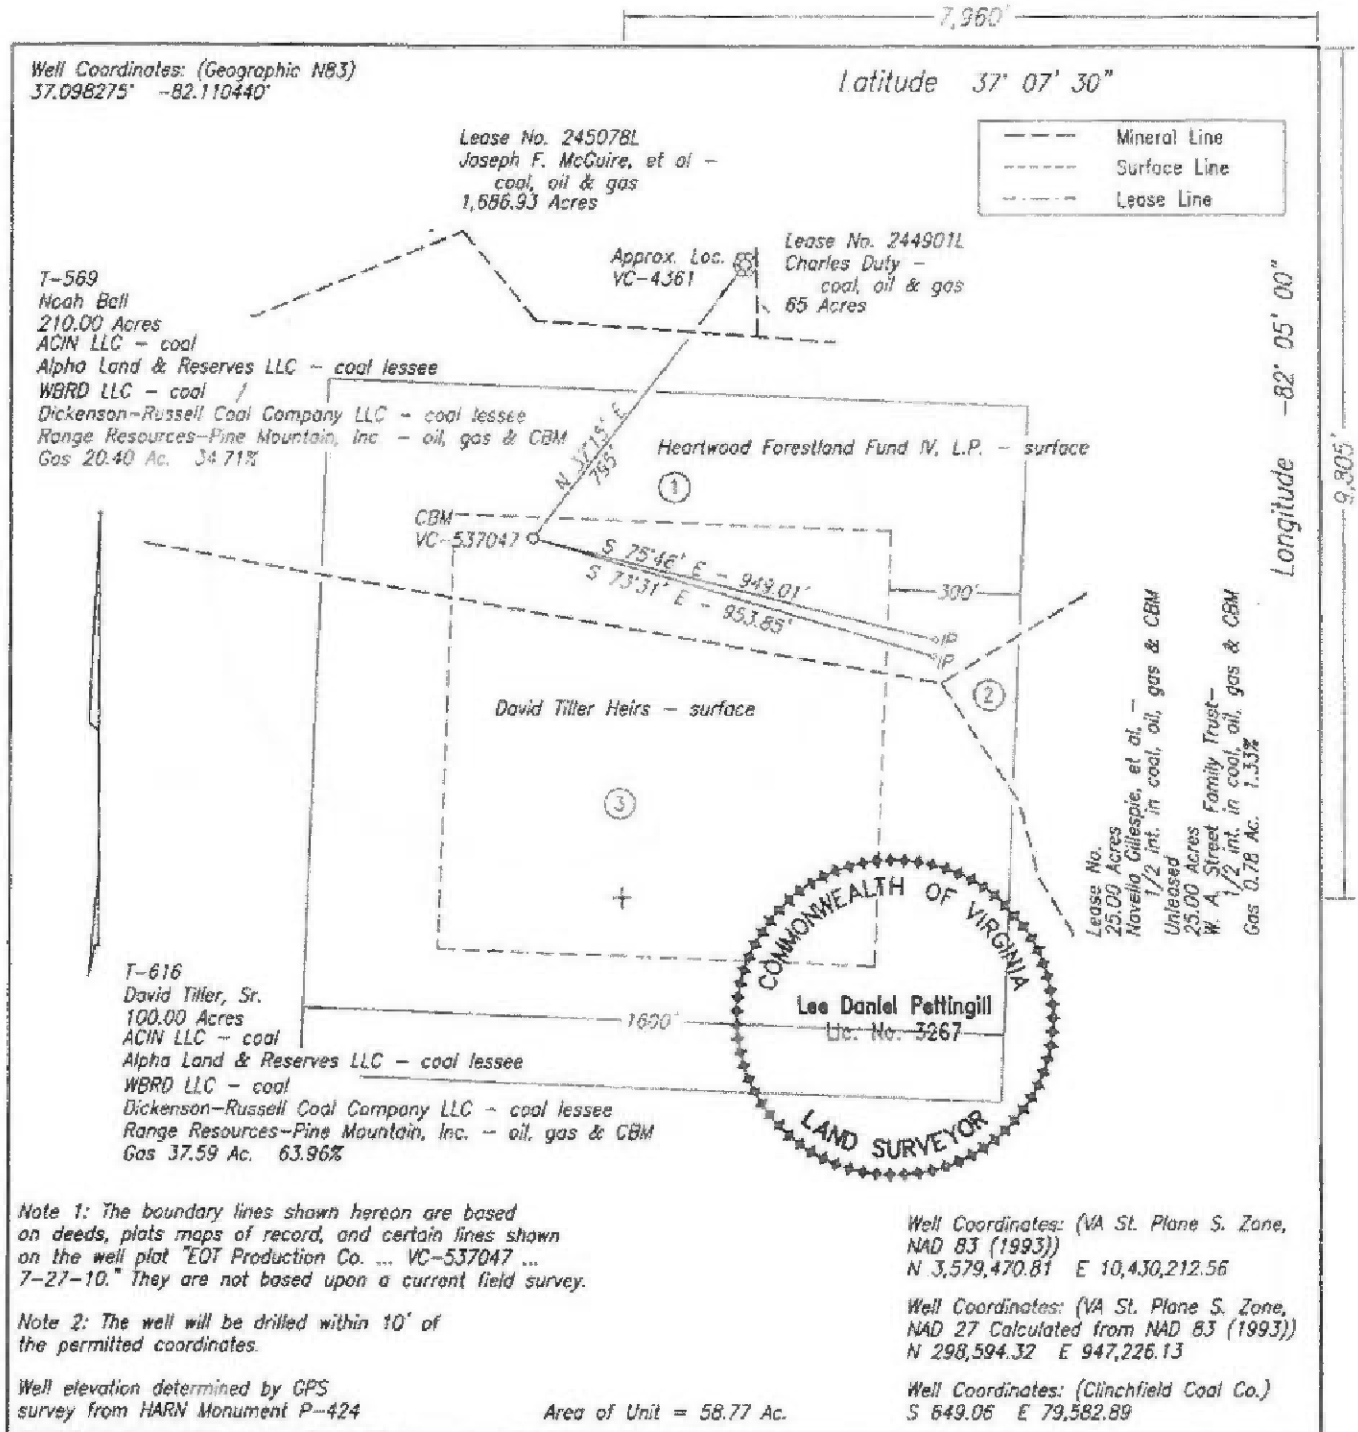 7,960'
Well Coordinates: (Geographic N83)
37.098275° -82.110440°
Latitude 37° 07' 30"
Mineral Line
Surface Line
Lease Line
Lease No. 245078L
Joseph F. McGuire, et al –
coal, oil & gas
1,686.93 Acres
Approx. Loc.
VC-4361
Lease No. 244901L
Charles Duty –
coal, oil & gas
65 Acres
Longitude -82° 05' 00"
9,805'
T-569
Noah Ball
210.00 Acres
ACIN LLC – coal
Alpha Land & Reserves LLC – coal lessee
WBRD LLC – coal
Dickenson-Russell Coal Company LLC – coal lessee
Range Resources-Pine Mountain, Inc. – oil, gas & CBM
Gas 20.40 Ac. 34.71%
N 32°15' E
795'
Heartwood Forestland Fund IV, L.P. – surface
1
CBM
VC-537047
S 75°46' E – 949.01'
S 73°31' E – 953.85'
300'
IP
IP
2
David Tiller Heirs – surface
3
Lease No.
25.00 Acres
Novella Gillespie, et al. –
1/2 int. in coal, oil, gas & CBM
Unleased
25.00 Acres
W. A. Street Family Trust–
1/2 int. in coal, oil, gas & CBM
Gas 0.78 Ac. 1.33%
COMMONWEALTH OF VIRGINIA
Lee Daniel Pettingill
Lic. No. 3267
LAND SURVEYOR
1600'
T-616
David Tiller, Sr.
100.00 Acres
ACIN LLC – coal
Alpha Land & Reserves LLC – coal lessee
WBRD LLC – coal
Dickenson-Russell Coal Company LLC – coal lessee
Range Resources-Pine Mountain, Inc. – oil, gas & CBM
Gas 37.59 Ac. 63.96%
Note 1: The boundary lines shown hereon are based
on deeds, plats maps of record, and certain lines shown
on the well plat "EQT Production Co. ... VC-537047 ...
7-27-10." They are not based upon a current field survey.
Note 2: The well will be drilled within 10' of
the permitted coordinates.
Well elevation determined by GPS
survey from HARN Monument P-424
Area of Unit = 58.77 Ac.
Well Coordinates: (VA St. Plane S. Zone,
NAD 83 (1993))
N 3,579,470.81 E 10,430,212.56
Well Coordinates: (VA St. Plane S. Zone,
NAD 27 Calculated from NAD 83 (1993))
N 298,594.32 E 947,226.13
Well Coordinates: (Clinchfield Coal Co.)
S 649.06 E 79,582.89